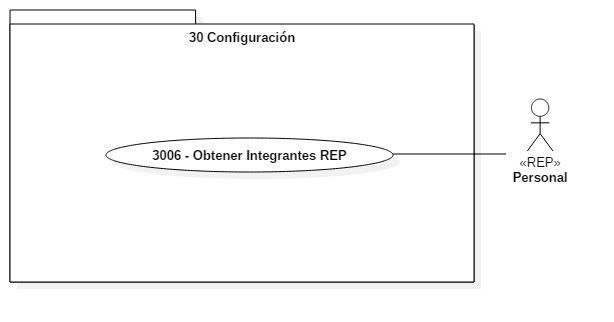 30 Configuración
3006 - Obtener Integrantes REP
«REP»
Personal